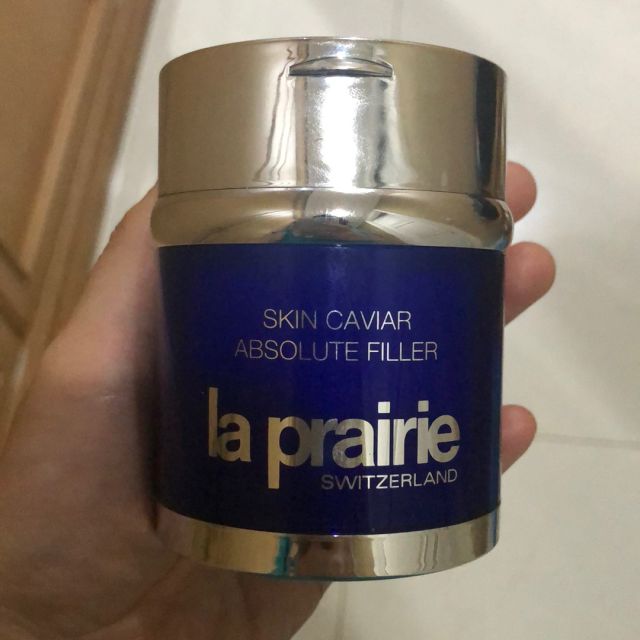 SKIN CAVIAR
ABSOLUTE FILLER
la prairie
SWITZERLAND